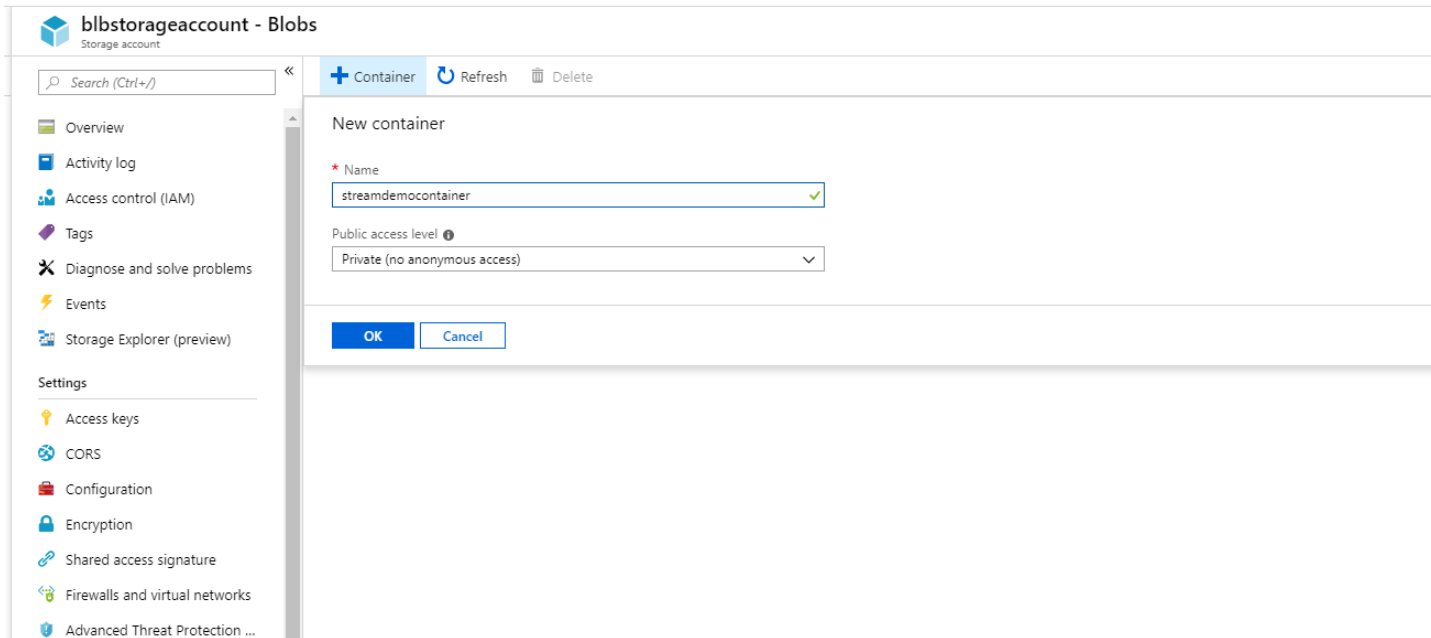 blbstorageaccount - Blobs
Storage account
Search (Ctrl+/)
«
Overview
Activity log
Access control (IAM)
Tags
Diagnose and solve problems
Events
Storage Explorer (preview)
Settings
Access keys
CORS
Configuration
Encryption
Shared access signature
Firewalls and virtual networks
Advanced Threat Protection ...
Container Refresh Delete
New container
* Name
streamdemocontainer
Public access level
Private (no anonymous access)
OK Cancel